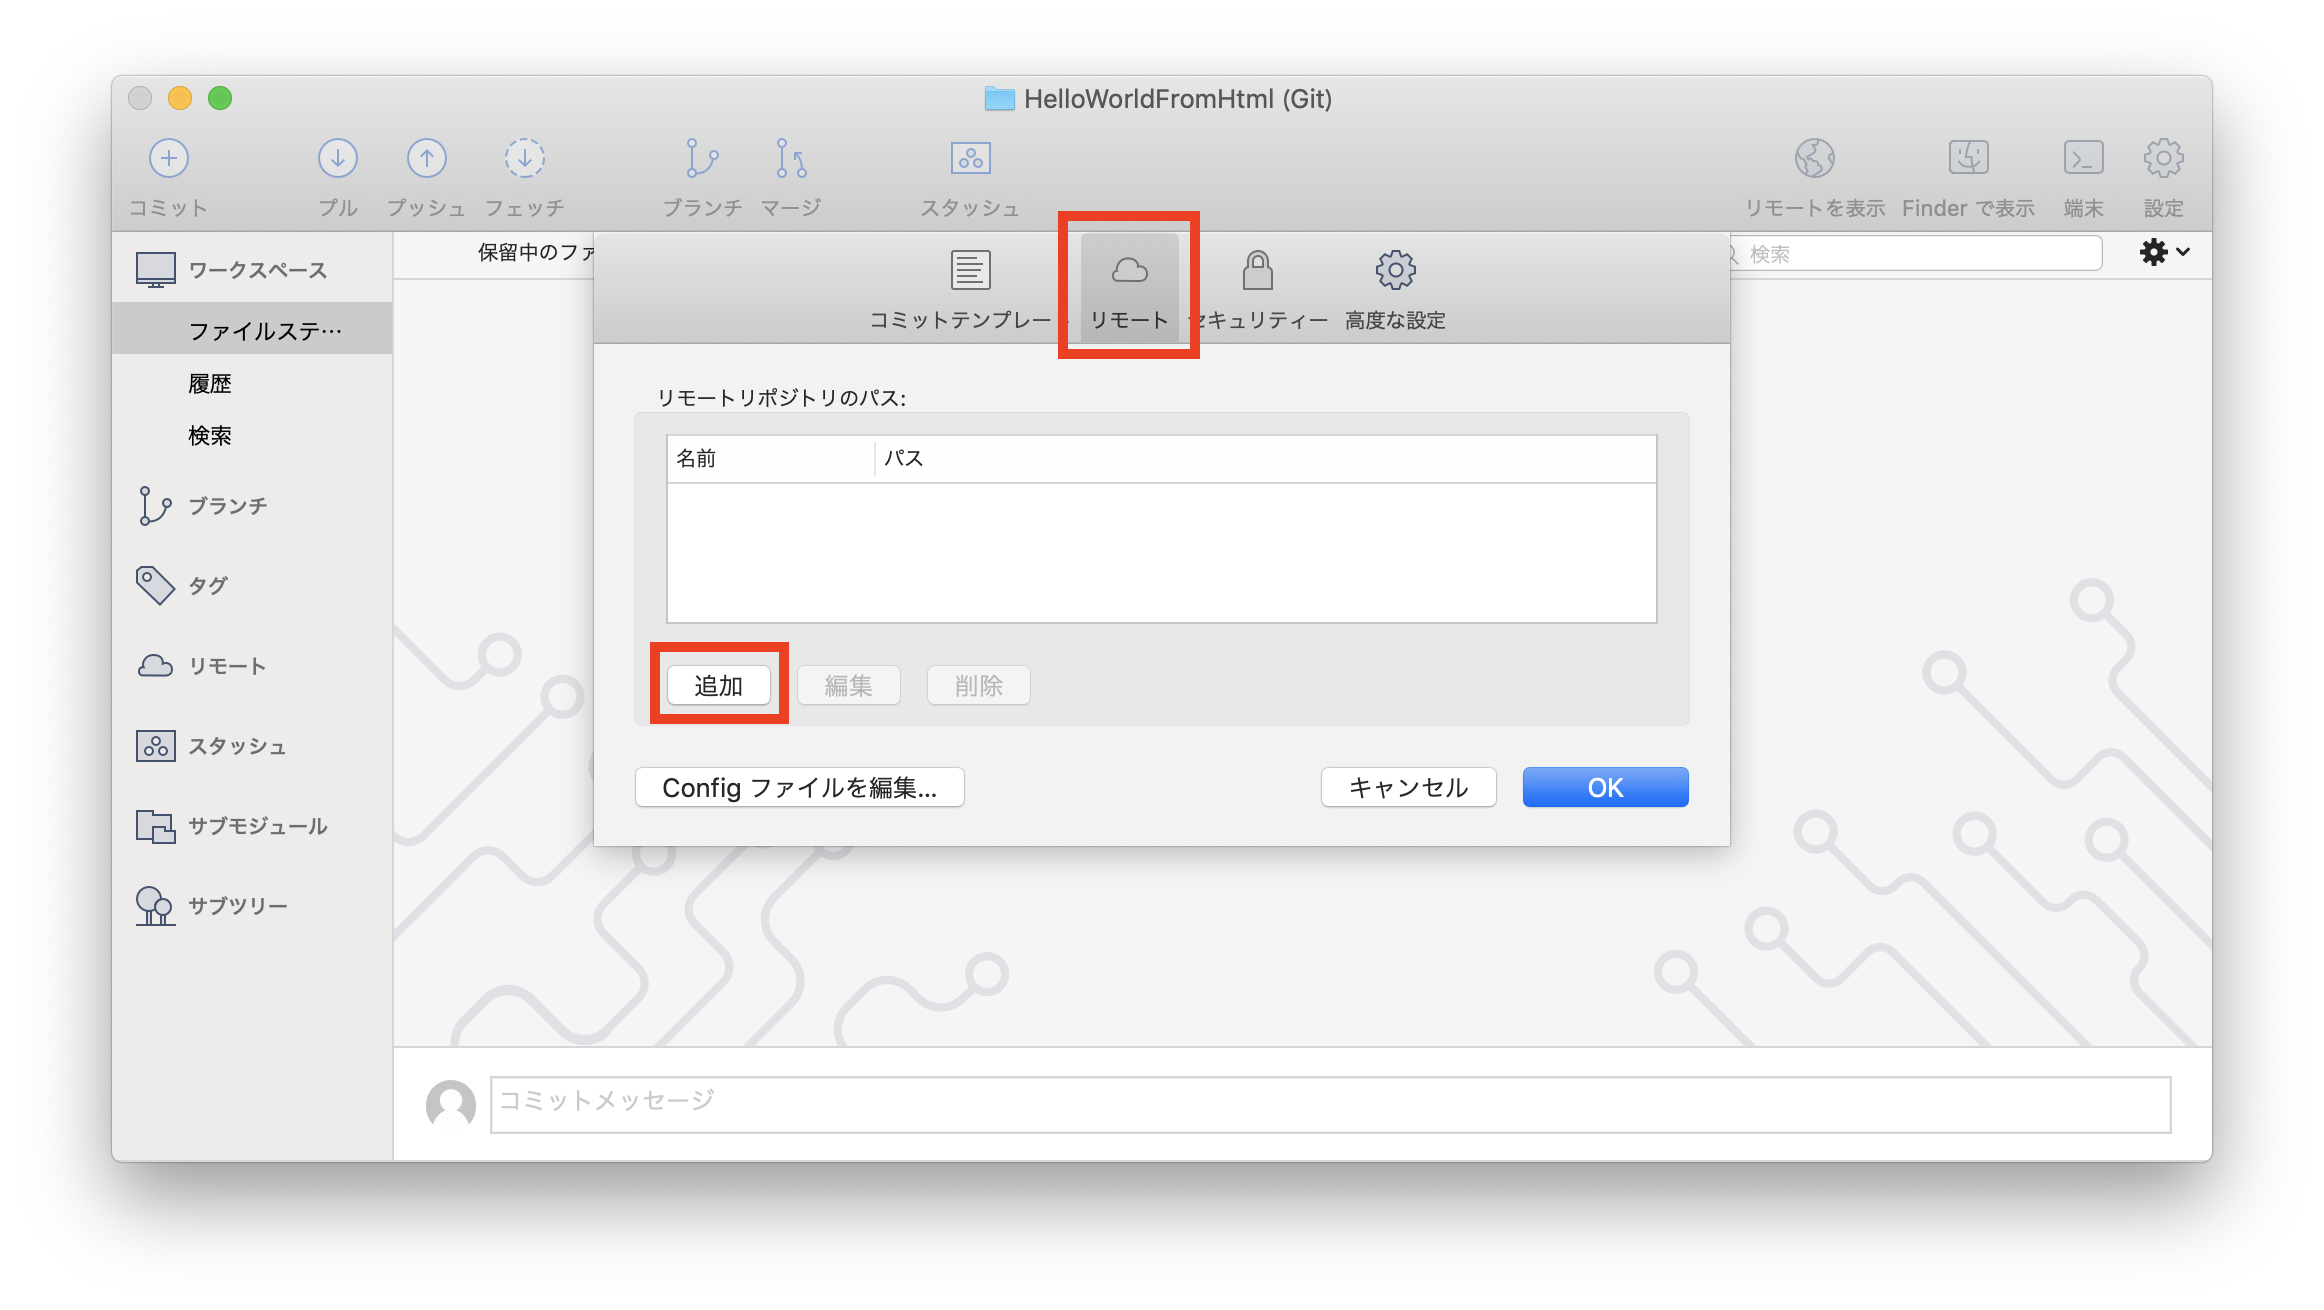 HelloWorldFromHtml (Git)
コミット
プル
プッシュ
フェッチ
ブランチ
マージ
スタッシュ
リモートを表示
Finder で表示
端末
設定
ワークスペース
ファイルステ…
履歴
検索
ブランチ
タグ
リモート
スタッシュ
サブモジュール
サブツリー
保留中のファ
検索
コミットテンプレー
リモート
セキュリティー
高度な設定
リモートリポジトリのパス:
名前
パス
追加
編集
削除
Config ファイルを編集...
キャンセル
OK
コミットメッセージ